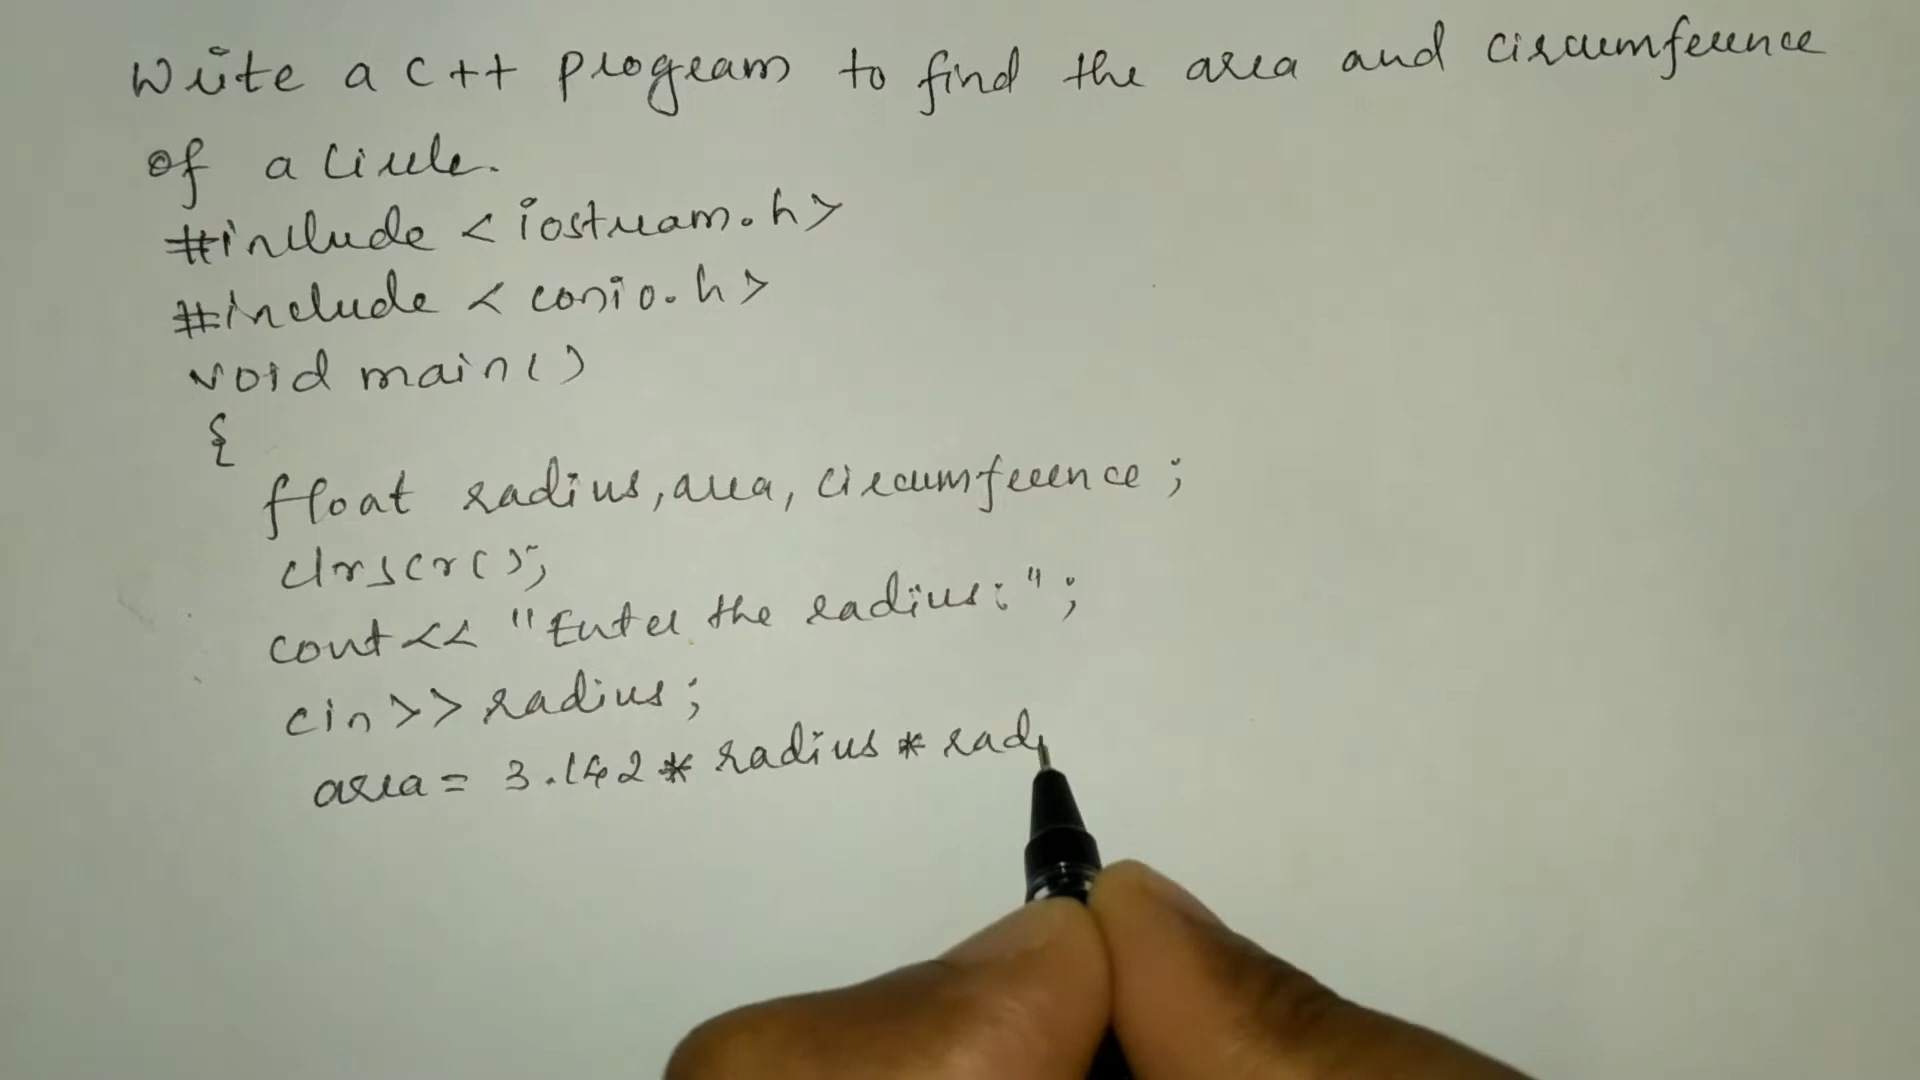 Write a C++ program to find the area and circumference
of a Circle.
#include <iostream.h>
#include <conio.h>
void main()
{
float radius, area, circumference;
clrscr();
cout<< "Enter the radius:";
cin>> radius;
area = 3.142 * radius * radi